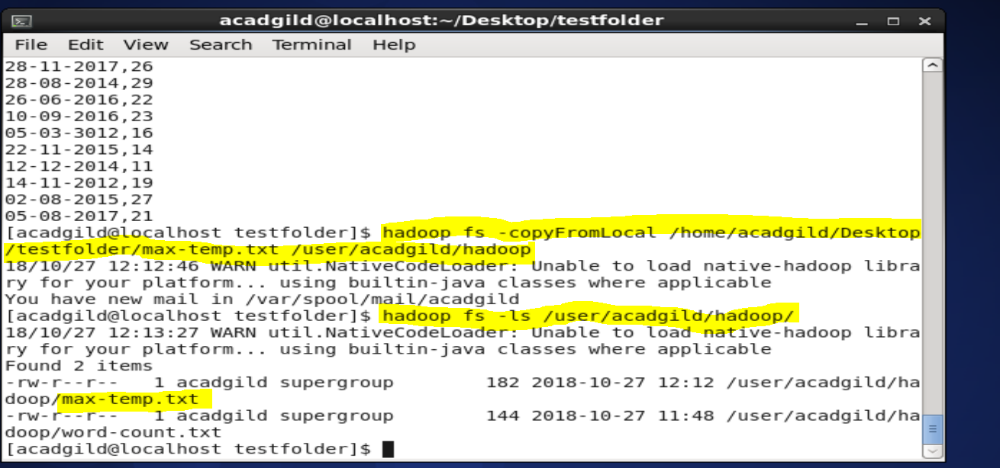 acadgild@localhost:~/Desktop/testfolder
File Edit View Search Terminal Help
28-11-2017,26
28-08-2014,29
26-06-2016,22
10-09-2016,23
05-03-3012,16
22-11-2015,14
12-12-2014,11
14-11-2012,19
02-08-2015,27
05-08-2017,21
[acadgild@localhost testfolder]$ hadoop fs -copyFromLocal /home/acadgild/Desktop
/testfolder/max-temp.txt /user/acadgild/hadoop
18/10/27 12:12:46 WARN util.NativeCodeLoader: Unable to load native-hadoop libra
ry for your platform... using builtin-java classes where applicable
You have new mail in /var/spool/mail/acadgild
[acadgild@localhost testfolder]$ hadoop fs -ls /user/acadgild/hadoop/
18/10/27 12:13:27 WARN util.NativeCodeLoader: Unable to load native-hadoop libra
ry for your platform... using builtin-java classes where applicable
Found 2 items
-rw-r--r--   1 acadgild supergroup        182 2018-10-27 12:12 /user/acadgild/ha
doop/max-temp.txt
-rw-r--r--   1 acadgild supergroup        144 2018-10-27 11:48 /user/acadgild/ha
doop/word-count.txt
[acadgild@localhost testfolder]$